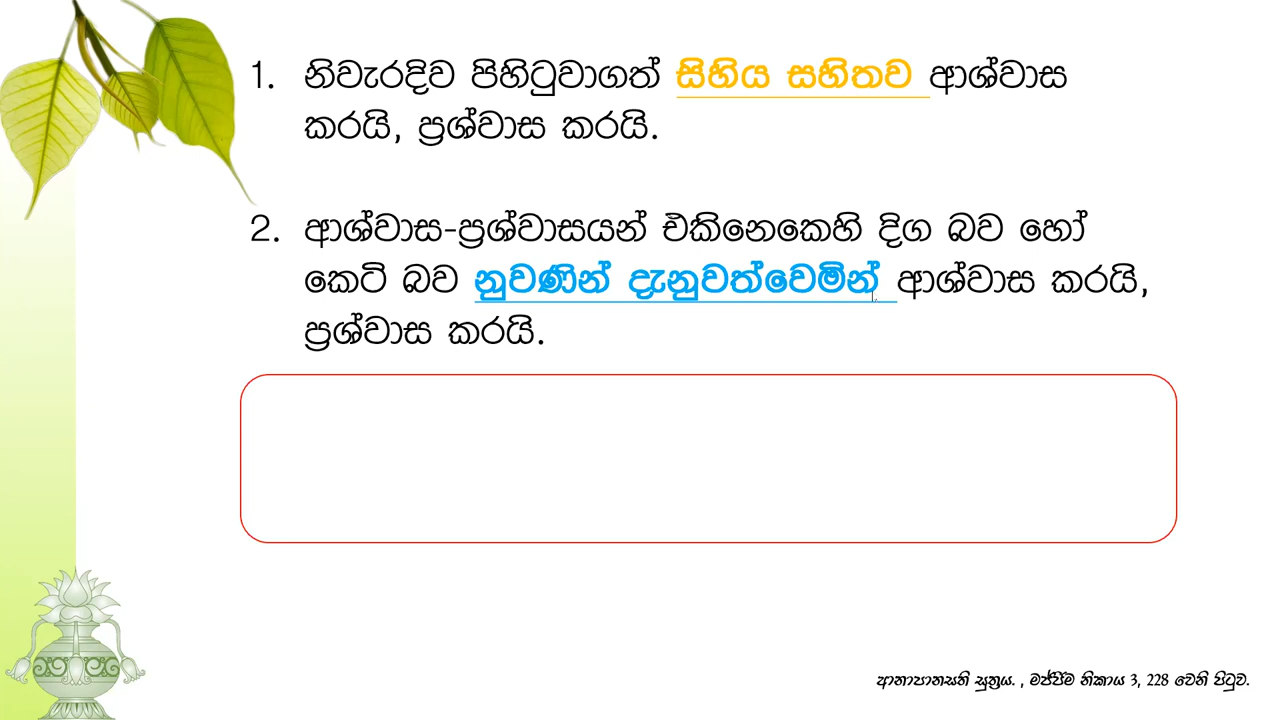 1. නිවැරදිව පිහිටුවාගත් සිහිය සහිතව ආශ්වාස
කරයි, ප්‍රශ්වාස කරයි.
2. ආශ්වාස-ප්‍රශ්වාසයන් එකිනෙකෙහි දිග බව හෝ
කෙටි බව නුවණින් දැනුවත්වෙමින් ආශ්වාස කරයි,
ප්‍රශ්වාස කරයි.
ආනාපානසති සූත්‍රය. , මජ්ඣිම නිකාය 3, 228 වෙනි පිටුව.